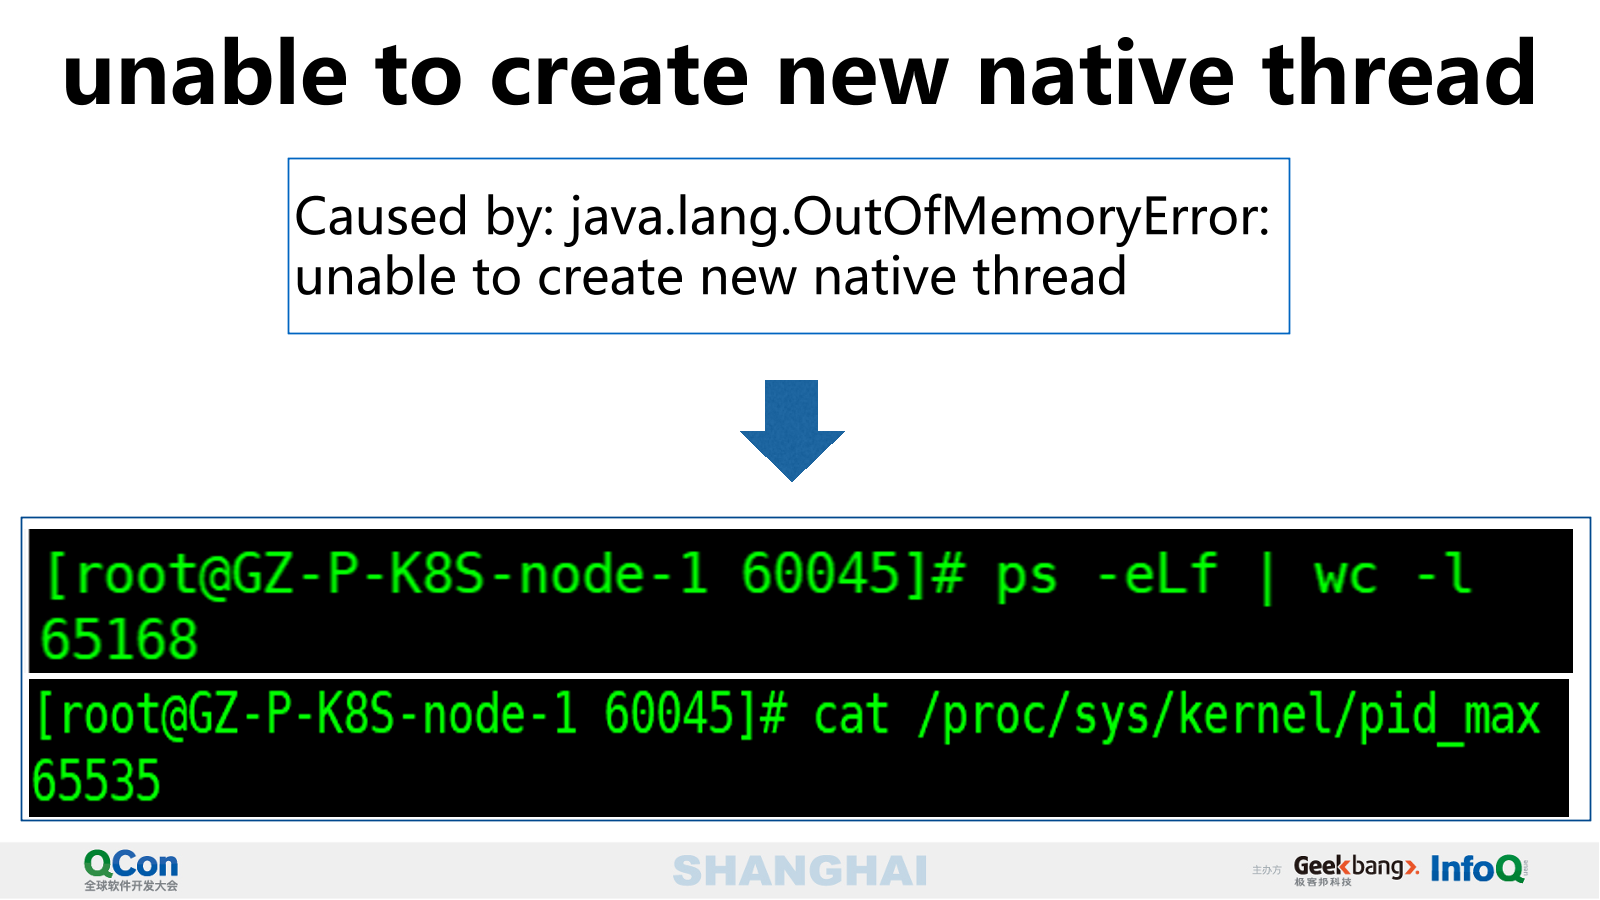 unable to create new native thread
Caused by: java.lang.OutOfMemoryError:
unable to create new native thread
[root@GZ-P-K8S-node-1 60045]# ps -eLf | wc -l
65168
[root@GZ-P-K8S-node-1 60045]# cat /proc/sys/kernel/pid_max
65535
QCon
全球软件开发大会
SHANGHAI
主办方
Geekbang>.
极客邦科技
InfoQ